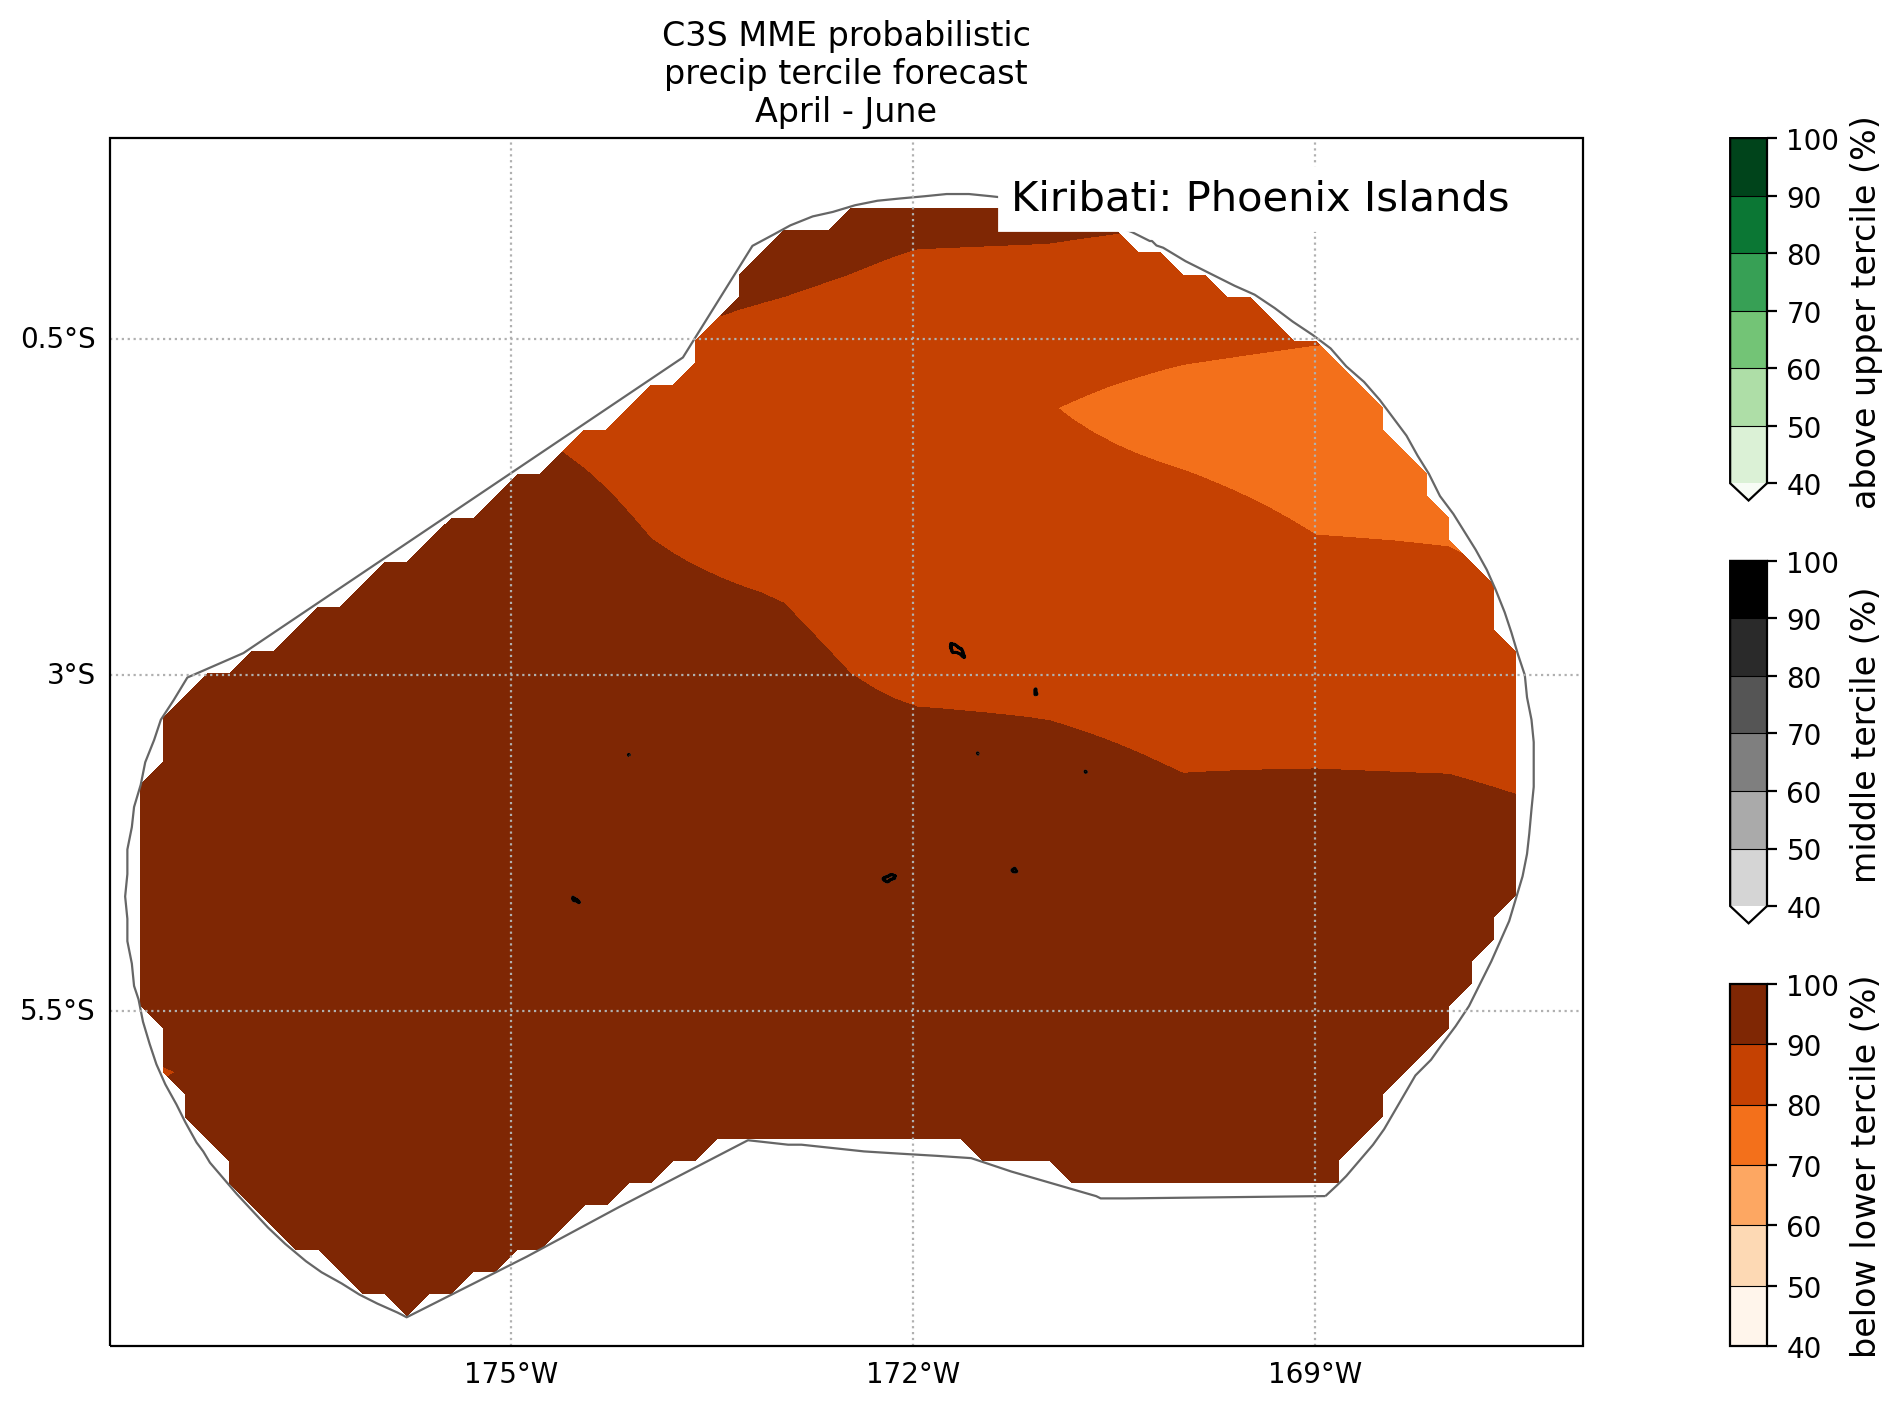 C3S MME probabilistic
precip tercile forecast
April - June
Kiribati: Phoenix Islands
0.5°S
3°S
5.5°S
175°W
172°W
169°W
100
90
80
70
60
50
40
above upper tercile (%)
100
90
80
70
60
50
40
middle tercile (%)
100
90
80
70
60
50
40
below lower tercile (%)